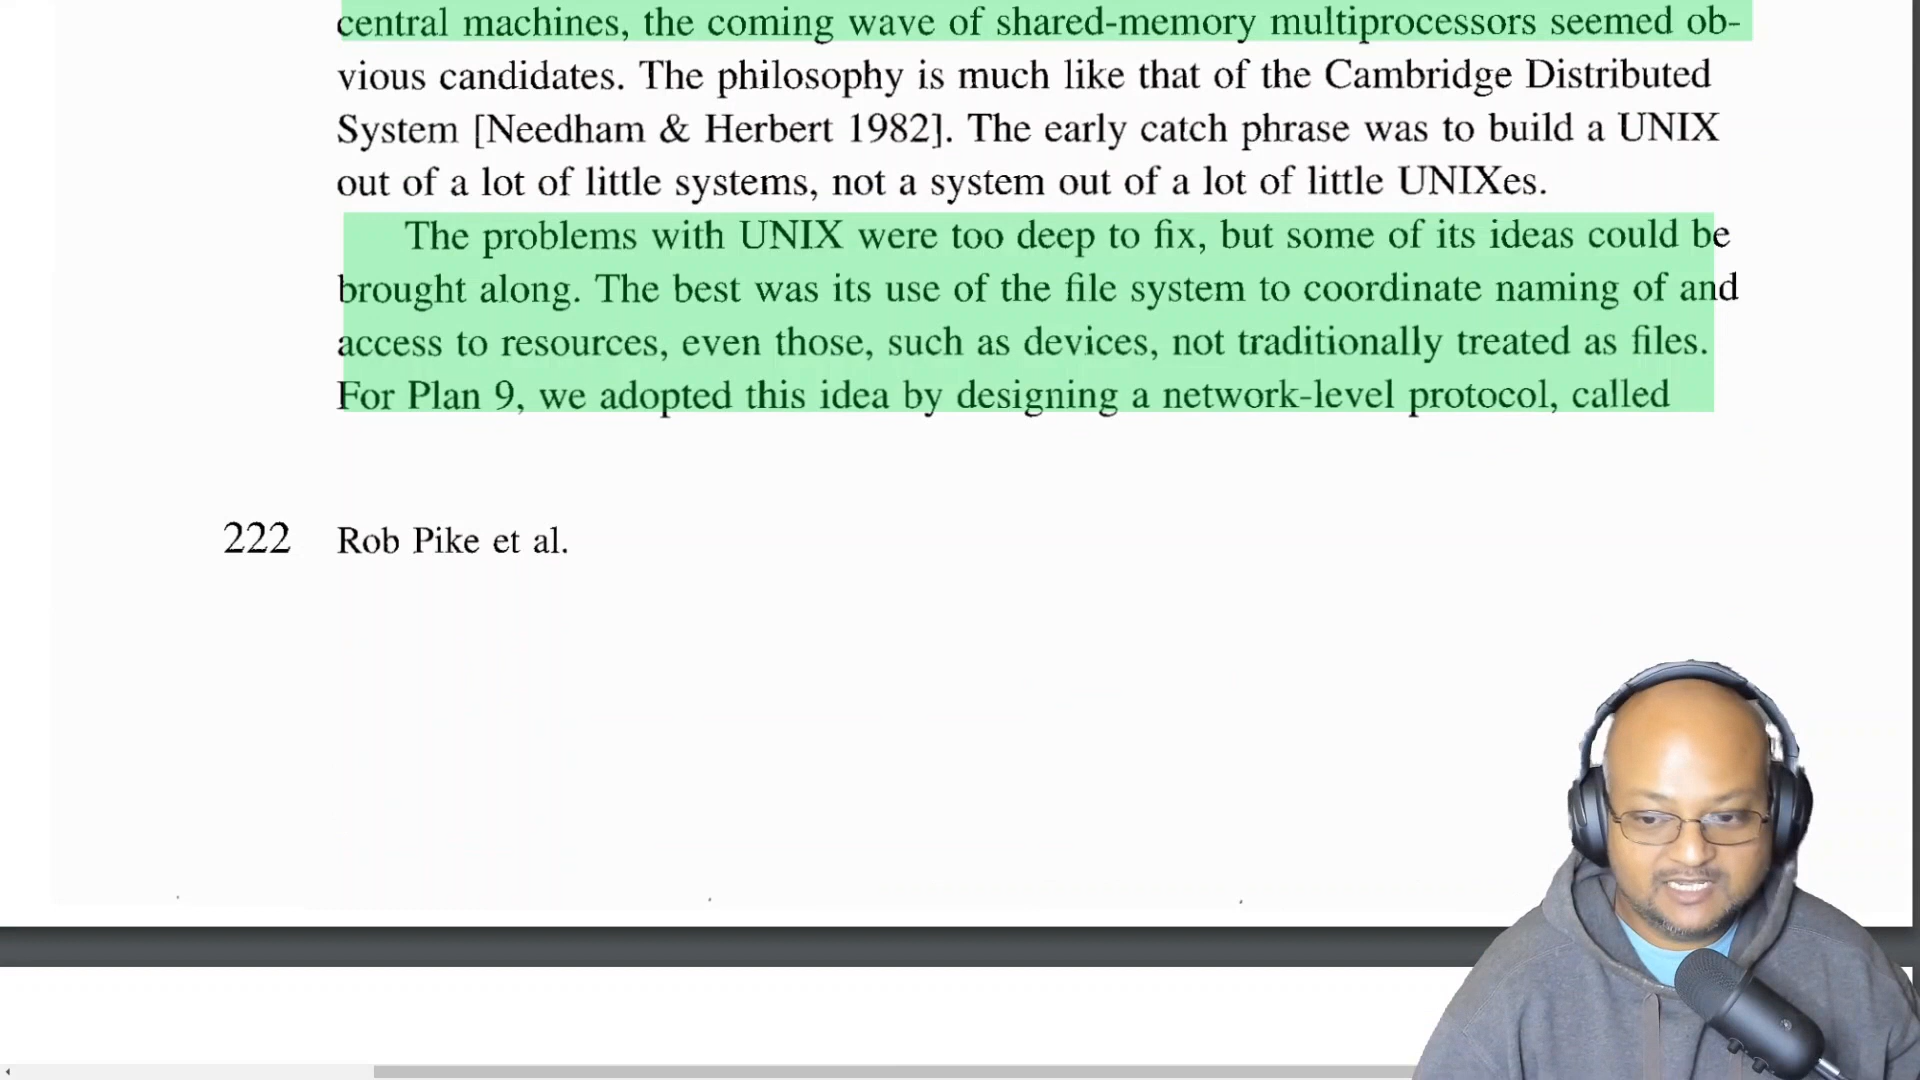 central machines, the coming wave of shared-memory multiprocessors seemed ob-
vious candidates. The philosophy is much like that of the Cambridge Distributed
System [Needham & Herbert 1982]. The early catch phrase was to build a UNIX
out of a lot of little systems, not a system out of a lot of little UNIXes.
The problems with UNIX were too deep to fix, but some of its ideas could be
brought along. The best was its use of the file system to coordinate naming of and
access to resources, even those, such as devices, not traditionally treated as files.
For Plan 9, we adopted this idea by designing a network-level protocol, called
222 Rob Pike et al.